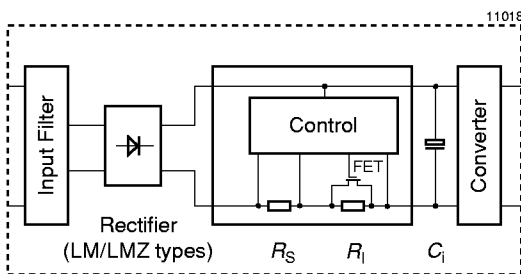 11018
Input Filter
Control
FET
Converter
Rectifier
(LM/LMZ types)
RS
RI
Ci